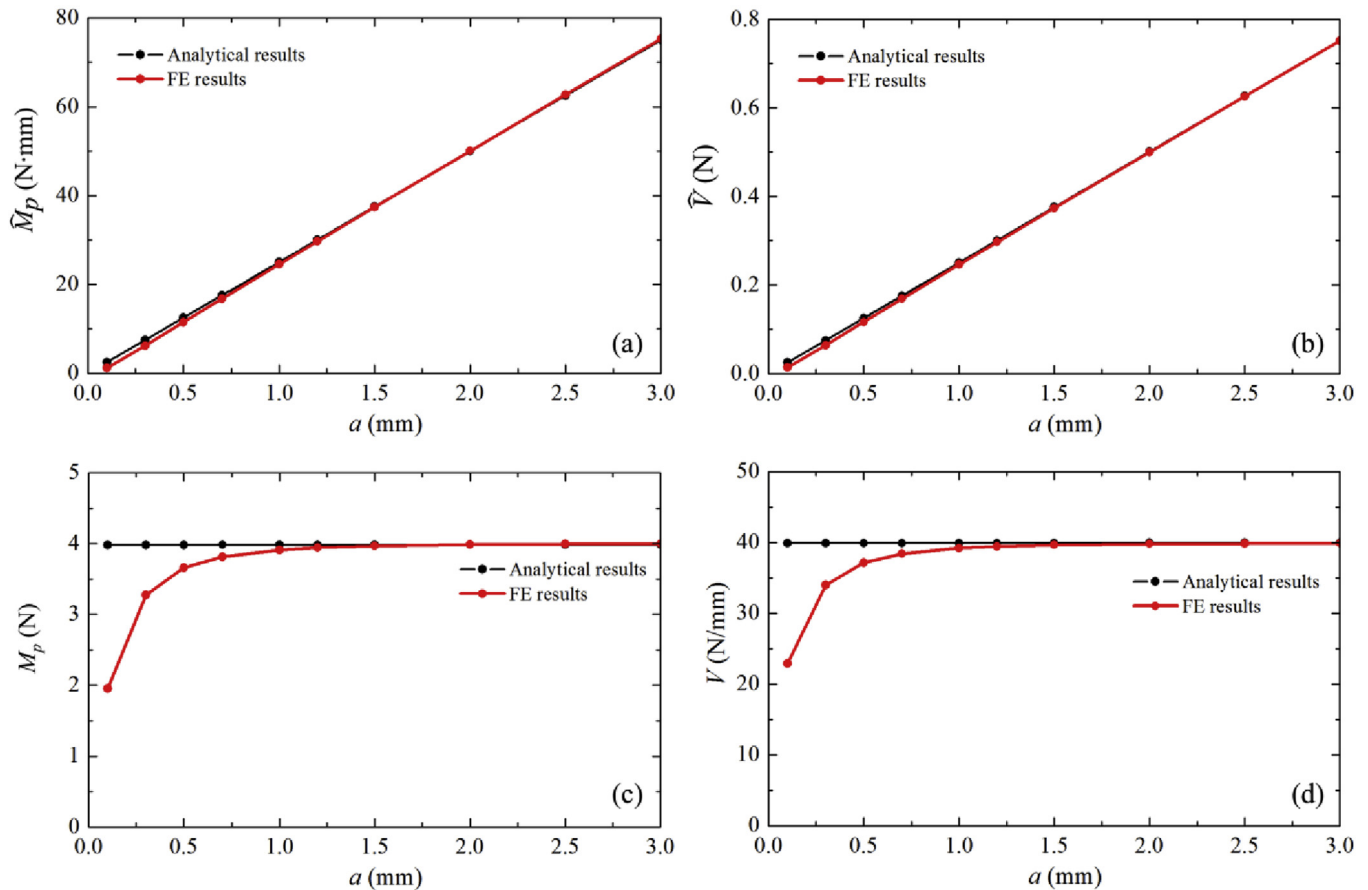 80
60
40
20
0
M̂p (N·mm)
Analytical results
FE results
(a)
0.0 0.5 1.0 1.5 2.0 2.5 3.0
a (mm)
0.8
0.6
0.4
0.2
0.0
V̂ (N)
Analytical results
FE results
(b)
0.0 0.5 1.0 1.5 2.0 2.5 3.0
a (mm)
5
4
3
2
1
0
Mp (N)
Analytical results
FE results
(c)
0.0 0.5 1.0 1.5 2.0 2.5 3.0
a (mm)
50
40
30
20
10
0
V (N/mm)
Analytical results
FE results
(d)
0.0 0.5 1.0 1.5 2.0 2.5 3.0
a (mm)